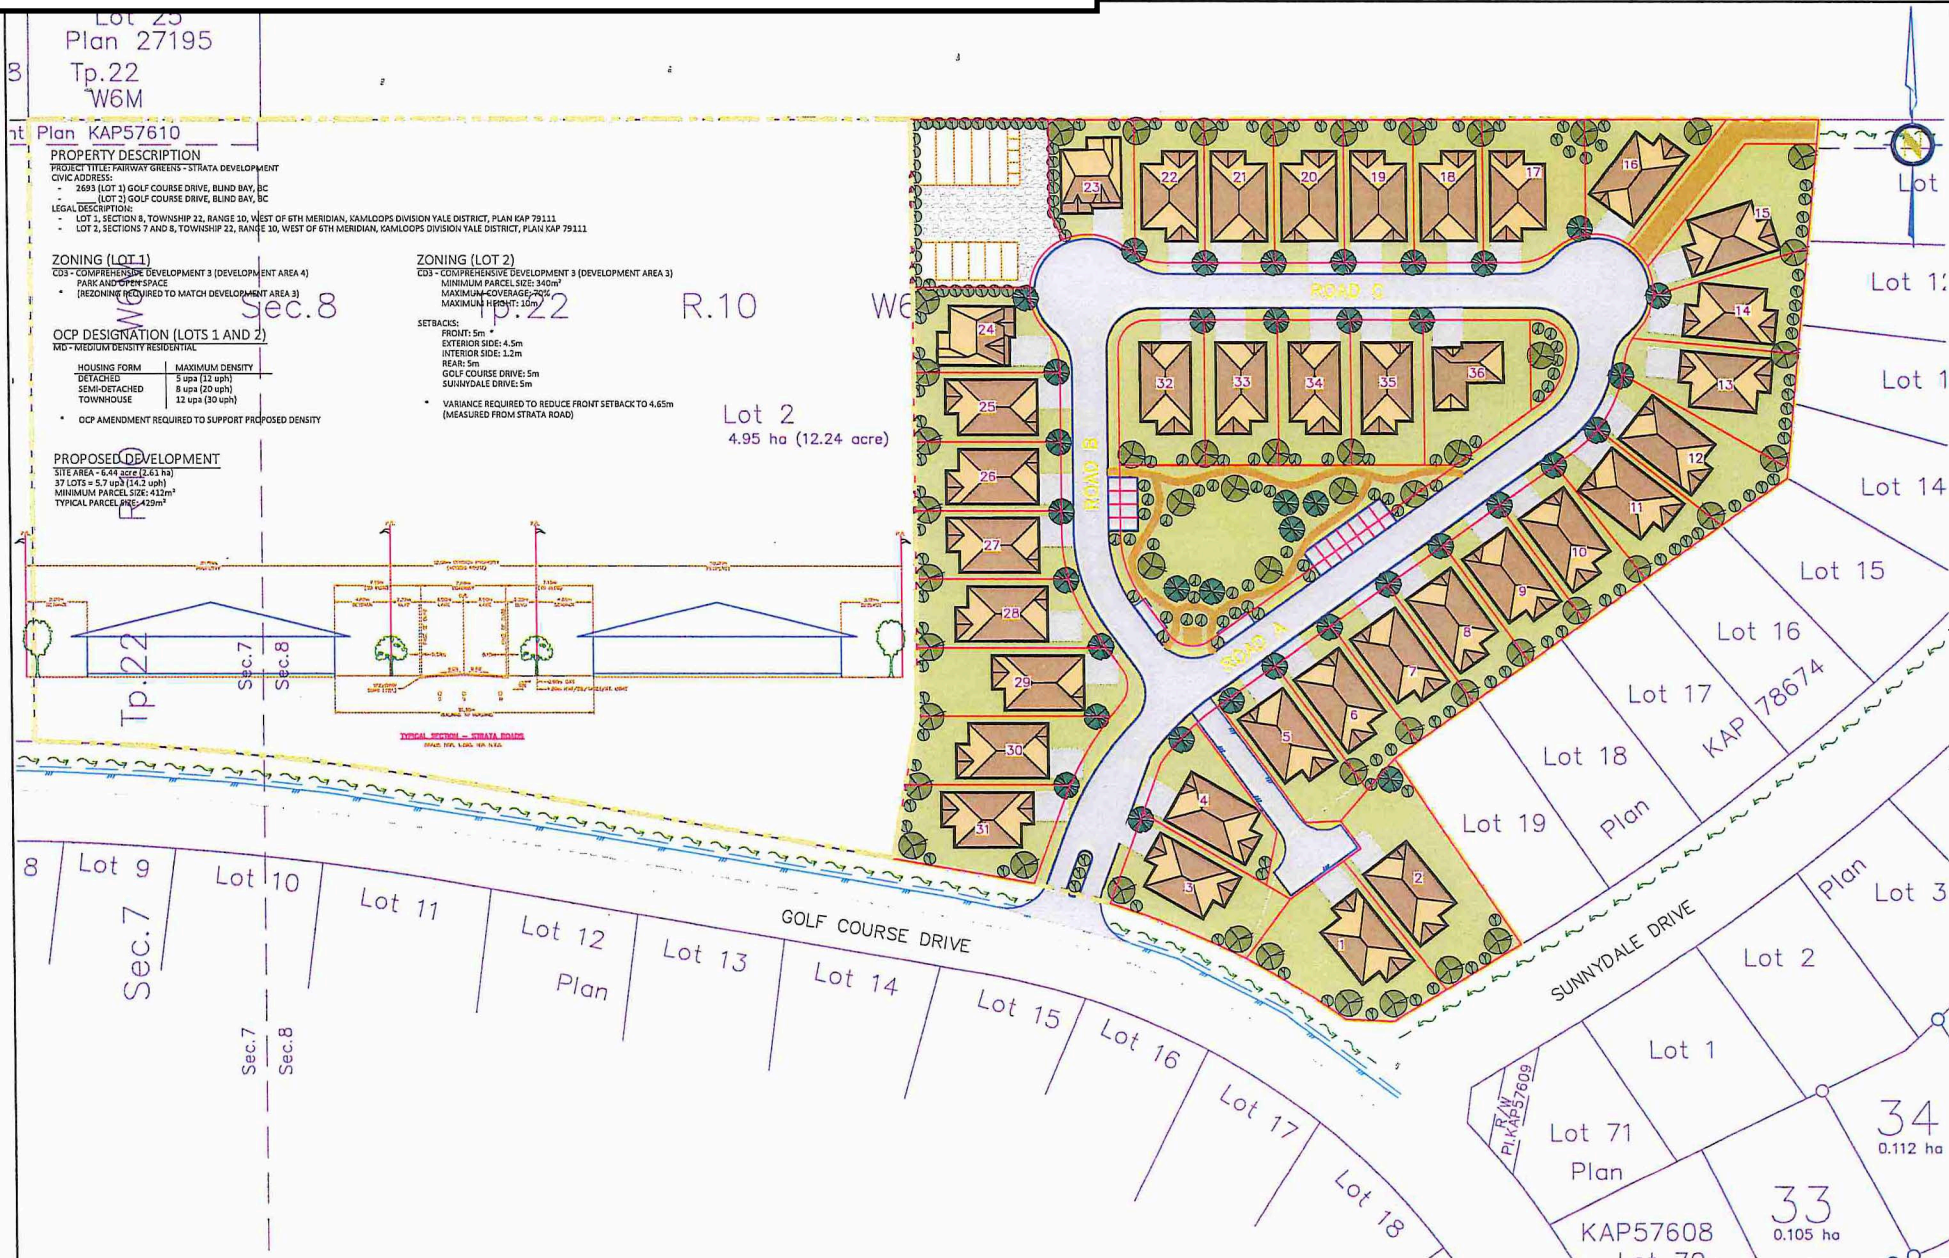 Lot 25
Plan 27195
Tp.22
W6M
Plan KAP57610
PROPERTY DESCRIPTION
PROJECT TITLE: FAIRWAY GREENS - STRATA DEVELOPMENT
CIVIC ADDRESS:
- 2693 (LOT 1) GOLF COURSE DRIVE, BLIND BAY, BC
- ____ (LOT 2) GOLF COURSE DRIVE, BLIND BAY, BC
LEGAL DESCRIPTION:
- LOT 1, SECTION 8, TOWNSHIP 22, RANGE 10, WEST OF 6TH MERIDIAN, KAMLOOPS DIVISION YALE DISTRICT, PLAN KAP 79111
- LOT 2, SECTIONS 7 AND 8, TOWNSHIP 22, RANGE 10, WEST OF 6TH MERIDIAN, KAMLOOPS DIVISION YALE DISTRICT, PLAN KAP 79111
ZONING (LOT 1)
CD3 - COMPREHENSIVE DEVELOPMENT 3 (DEVELOPMENT AREA 4)
PARK AND OPEN SPACE
* (REZONING REQUIRED TO MATCH DEVELOPMENT AREA 3)
OCP DESIGNATION (LOTS 1 AND 2)
MD - MEDIUM DENSITY RESIDENTIAL
HOUSING FORM MAXIMUM DENSITY
DETACHED 5 upa (12 uph)
SEMI-DETACHED 8 upa (20 uph)
TOWNHOUSE 12 upa (30 uph)
* OCP AMENDMENT REQUIRED TO SUPPORT PROPOSED DENSITY
PROPOSED DEVELOPMENT
SITE AREA - 6.44 acre (2.61 ha)
37 LOTS = 5.7 upa (14.2 uph)
MINIMUM PARCEL SIZE: 412m²
TYPICAL PARCEL SIZE: 429m²
ZONING (LOT 2)
CD3 - COMPREHENSIVE DEVELOPMENT 3 (DEVELOPMENT AREA 3)
MINIMUM PARCEL SIZE: 340m²
MAXIMUM COVERAGE: 70%
MAXIMUM HEIGHT: 10m
SETBACKS:
FRONT: 5m *
EXTERIOR SIDE: 4.5m
INTERIOR SIDE: 1.2m
REAR: 5m
GOLF COURSE DRIVE: 5m
SUNNYDALE DRIVE: 5m
* VARIANCE REQUIRED TO REDUCE FRONT SETBACK TO 4.65m
(MEASURED FROM STRATA ROAD)
Sec.8
Tp.22
R.10
W6
W6M
R.10
Tp.22
Sec.7
Sec.8
Lot 2
4.95 ha (12.24 acre)
TYPICAL SECTION - STRATA ROADS
23
22
21
20
19
18
17
16
15
14
13
12
11
10
9
8
7
6
5
4
3
2
1
24
25
26
27
28
29
30
31
32
33
34
35
36
ROAD C
ROAD B
ROAD A
N
Lot
Lot 12
Lot 1
Lot 14
Lot 15
Lot 16
Lot 17
Lot 18
Lot 19
Plan
KAP 78674
8
Lot 9
Lot 10
Lot 11
Lot 12
Plan
Lot 13
Lot 14
Lot 15
Lot 16
Lot 17
Lot 18
Sec.7
Sec.7
Sec.8
GOLF COURSE DRIVE
SUNNYDALE DRIVE
Plan
Lot 3
Lot 2
Lot 1
R/W
Pl.KAP57609
Lot 71
Plan
KAP57608
34
0.112 ha
33
0.105 ha